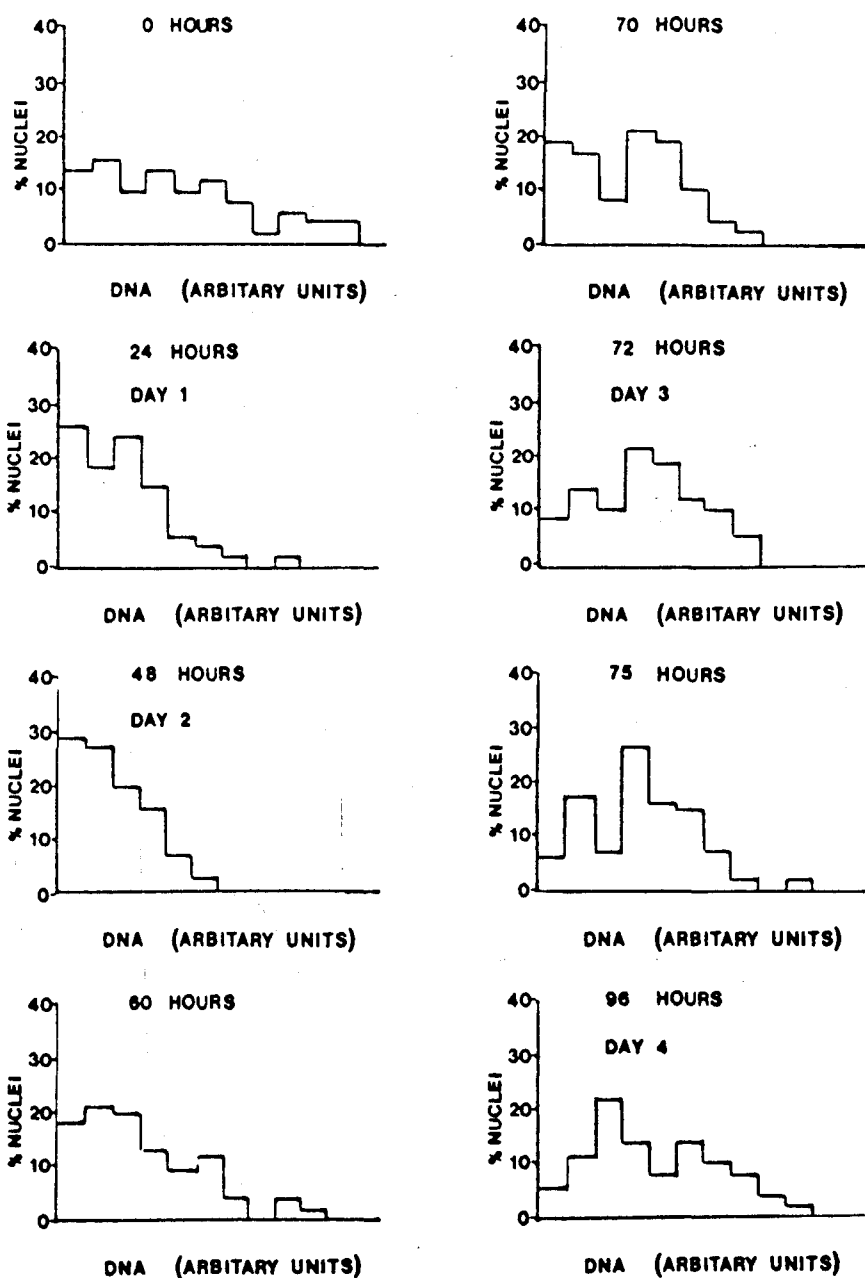 0 HOURS
40
30
20
10
0
% NUCLEI
DNA (ARBITARY UNITS)
24 HOURS
DAY 1
40
30
20
10
0
% NUCLEI
DNA (ARBITARY UNITS)
48 HOURS
DAY 2
40
30
20
10
0
% NUCLEI
DNA (ARBITARY UNITS)
60 HOURS
40
30
20
10
0
% NUCLEI
DNA (ARBITARY UNITS)
70 HOURS
40
30
20
10
0
% NUCLEI
DNA (ARBITARY UNITS)
72 HOURS
DAY 3
40
30
20
10
0
% NUCLEI
DNA (ARBITARY UNITS)
75 HOURS
40
30
20
10
0
% NUCLEI
DNA (ARBITARY UNITS)
96 HOURS
DAY 4
40
30
20
10
0
% NUCLEI
DNA (ARBITARY UNITS)